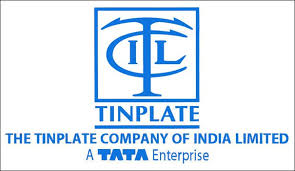 TCIL
TINPLATE
THE TINPLATE COMPANY OF INDIA LIMITED
A TATA Enterprise